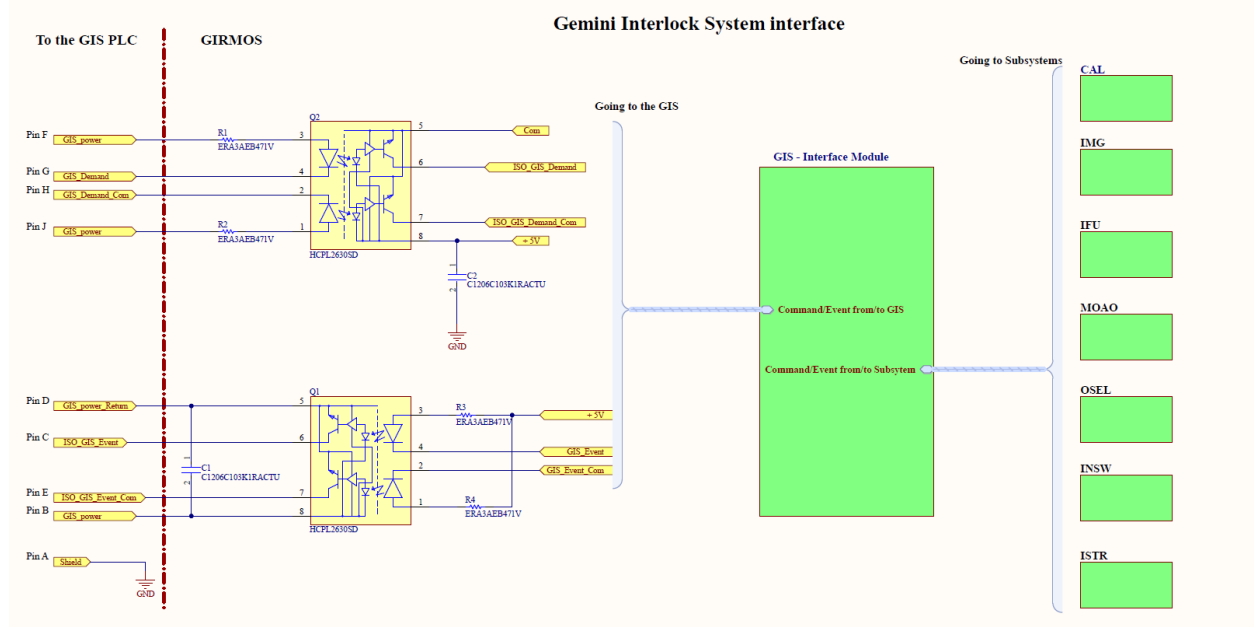 Gemini Interlock System interface
To the GIS PLC
GIRMOS
Going to the GIS
Going to Subsystems
Pin F
GIS_power
R1
ERA3AEB471V
Pin G
GIS_Demand
Pin H
GIS_Demand_Com
Pin J
GIS_power
R2
ERA3AEB471V
Q2
3
4
2
1
5
6
7
8
HCPL2630SD
Com
ISO_GIS_Demand
ISO_GIS_Demand_Com
+5V
1
2
C2
C1206C103K1RACTU
GND
Pin D
GIS_power_Return
Pin C
ISO_GIS_Event
1
2
C1
C1206C103K1RACTU
Pin E
ISO_GIS_Event_Com
Pin B
GIS_power
Pin A
Shield
GND
Q1
5
6
7
8
3
4
2
1
HCPL2630SD
R3
ERA3AEB471V
+5V
GIS_Event
GIS_Event_Com
R4
ERA3AEB471V
GIS - Interface Module
Command/Event from/to GIS
Command/Event from/to Subsytem
CAL
IMG
IFU
MOAO
OSEL
INSW
ISTR